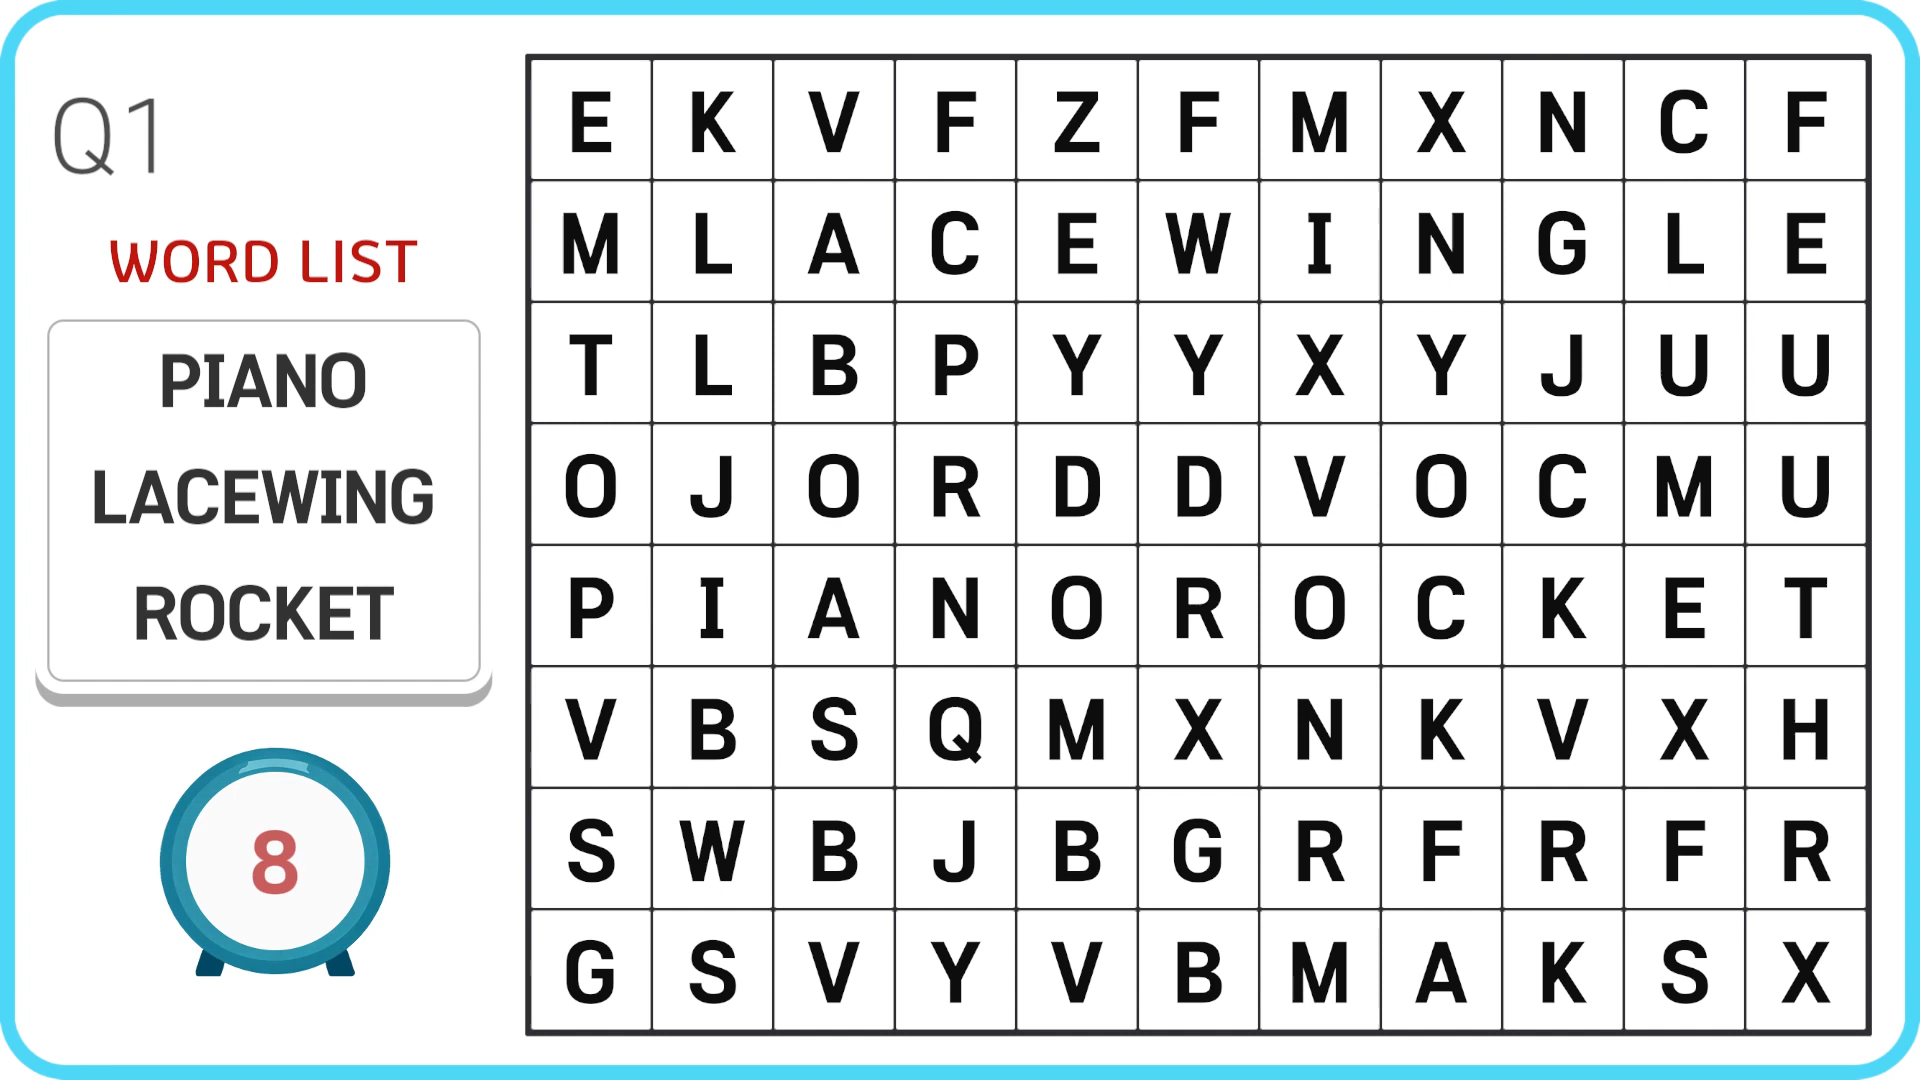 Q1
WORD LIST
PIANO
LACEWING
ROCKET
8
E K V F Z F M X N C F
M L A C E W I N G L E
T L B P Y Y X Y J U U
O J O R D D V O C M U
P I A N O R O C K E T
V B S Q M X N K V X H
S W B J B G R F R F R
G S V Y V B M A K S X